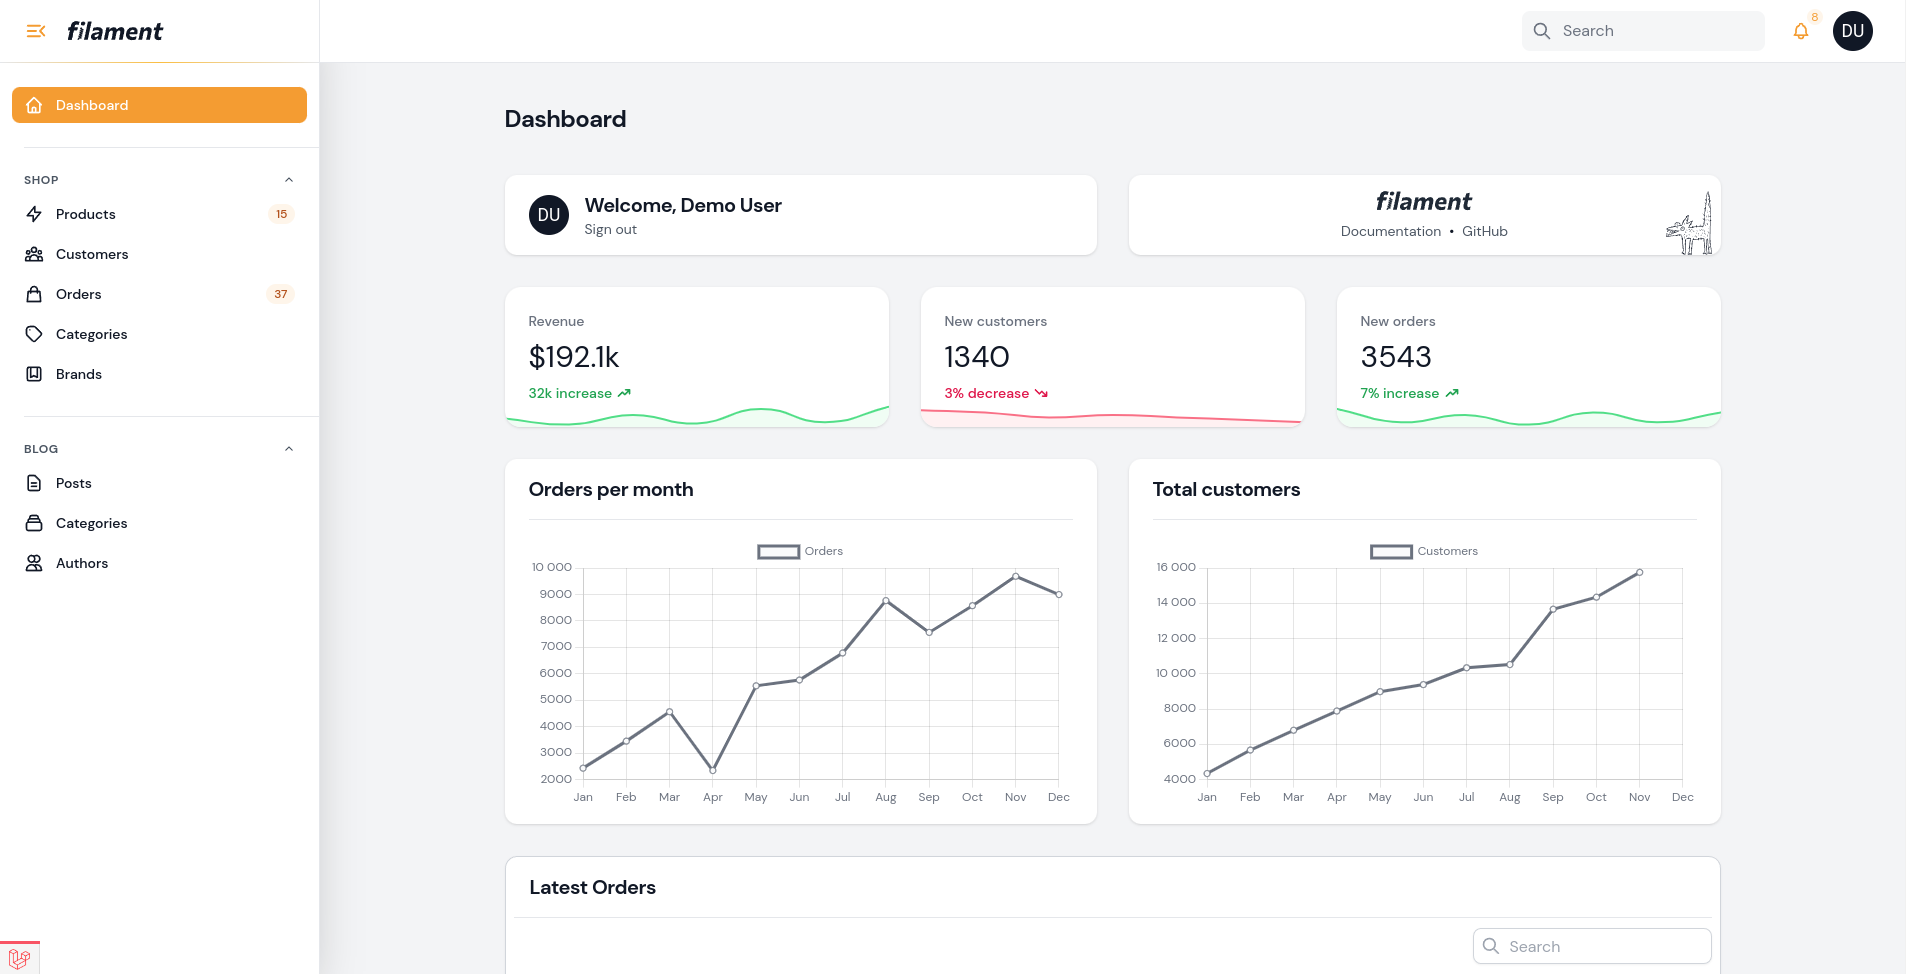 filament
Search
8
DU
Dashboard
SHOP
Products 15
Customers
Orders 37
Categories
Brands
BLOG
Posts
Categories
Authors
Dashboard
DU
Welcome, Demo User
Sign out
filament
Documentation • GitHub
Revenue
$192.1k
32k increase
New customers
1340
3% decrease
New orders
3543
7% increase
Orders per month
Orders
10 000
9000
8000
7000
6000
5000
4000
3000
2000
Jan Feb Mar Apr May Jun Jul Aug Sep Oct Nov Dec
Total customers
Customers
16 000
14 000
12 000
10 000
8000
6000
4000
Jan Feb Mar Apr May Jun Jul Aug Sep Oct Nov Dec
Latest Orders
Search